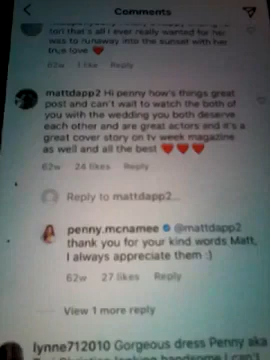 Comments
tori that's all i ever really wanted for her
was to runaway into the sunset with her
true love ❤️
62w Like Reply
mattdapp2 Hi penny how's things great
post and can't wait to watch the both of
you with the wedding you both deserve
each other and are great actors and it's a
great cover story on tv week magazine
as well and all the best ❤️❤️❤️
62w 24 likes Reply
Reply to mattdapp2...
penny.mcnamee @mattdapp2
thank you for your kind words Matt,
I always appreciate them :)
62w 27 likes Reply
View 1 more reply
lynne712010 Gorgeous dress Penny aka